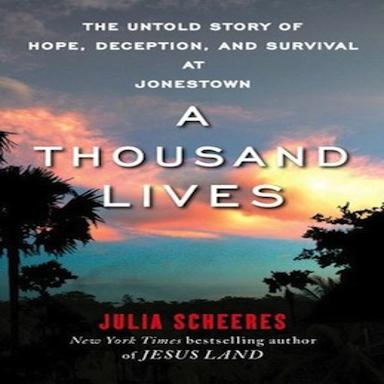 THE UNTOLD STORY OF
HOPE, DECEPTION, AND SURVIVAL
AT
JONESTOWN
A
THOUSAND
LIVES
JULIA SCHEERES
New York Times bestselling author
of JESUS LAND